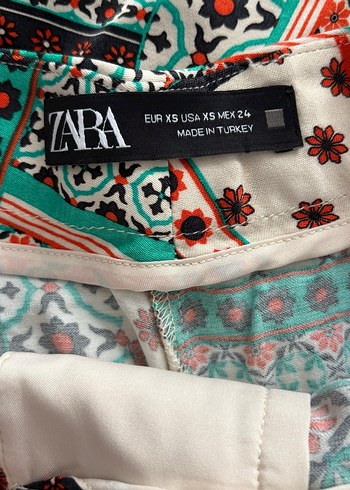 ZARA
EUR XS USA XS MEX 24
MADE IN TURKEY